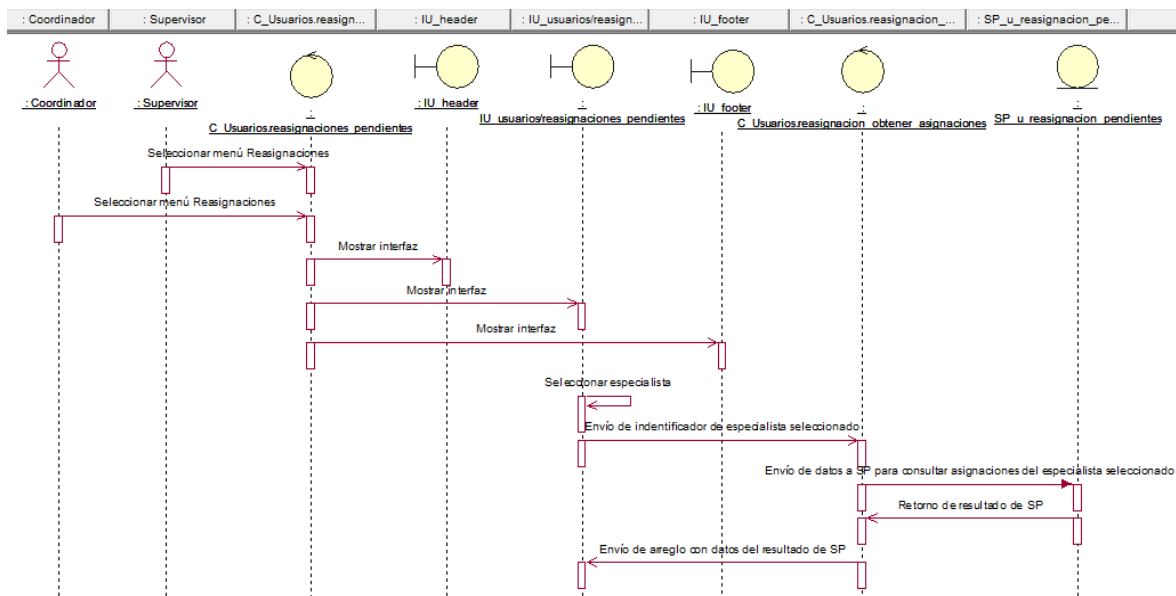 : Coordinador
: Supervisor
: C_Usuarios.reasign...
: IU_header
: IU_usuarios/reasign...
: IU_footer
: C_Usuarios.reasignacion_...
: SP_u_reasignacion_pe...
: Coordinador
: Supervisor
:
C_Usuarios.reasignaciones_pendientes
: IU_header
:
IU_usuarios/reasignaciones_pendientes
: IU_footer
:
C_Usuarios.reasignacion_obtener_asignaciones
:
SP_u_reasignacion_pendientes
Seleccionar menú Reasignaciones
Seleccionar menú Reasignaciones
Mostrar interfaz
Mostrar interfaz
Mostrar interfaz
Seleccionar especialista
Envío de indentificador de especialista seleccionado
Envío de datos a SP para consultar asignaciones del especialista seleccionado
Retorno de resultado de SP
Envío de arreglo con datos del resultado de SP